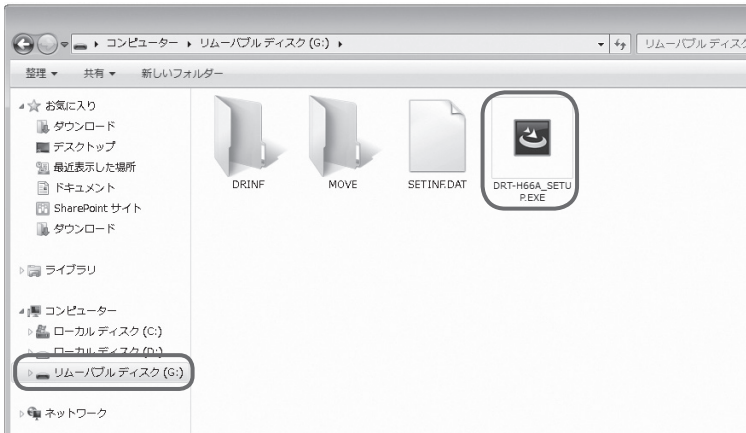 コンピューター ▸ リムーバブル ディスク (G:) ▸
リムーバブル ディスク
整理 ▼ 共有 ▼ 新しいフォルダー
お気に入り
ダウンロード
デスクトップ
最近表示した場所
ドキュメント
SharePoint サイト
ダウンロード
ライブラリ
コンピューター
ローカル ディスク (C:)
ローカル ディスク (D:)
リムーバブル ディスク (G:)
ネットワーク
DRINF
MOVE
SETINF.DAT
DRT-H66A_SETU
P.EXE